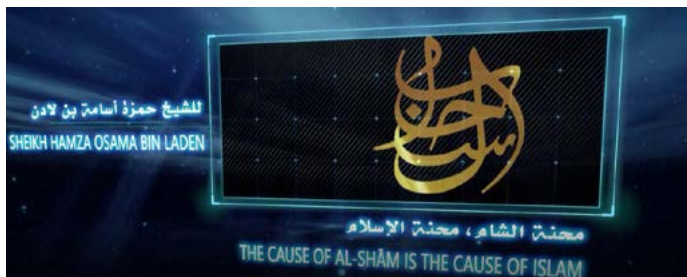 للشيخ حمزة أسامة بن لادن
SHEIKH HAMZA OSAMA BIN LADEN
السحاب
محنة الشام، محنة الإسلام
THE CAUSE OF AL-SHĀM IS THE CAUSE OF ISLAM